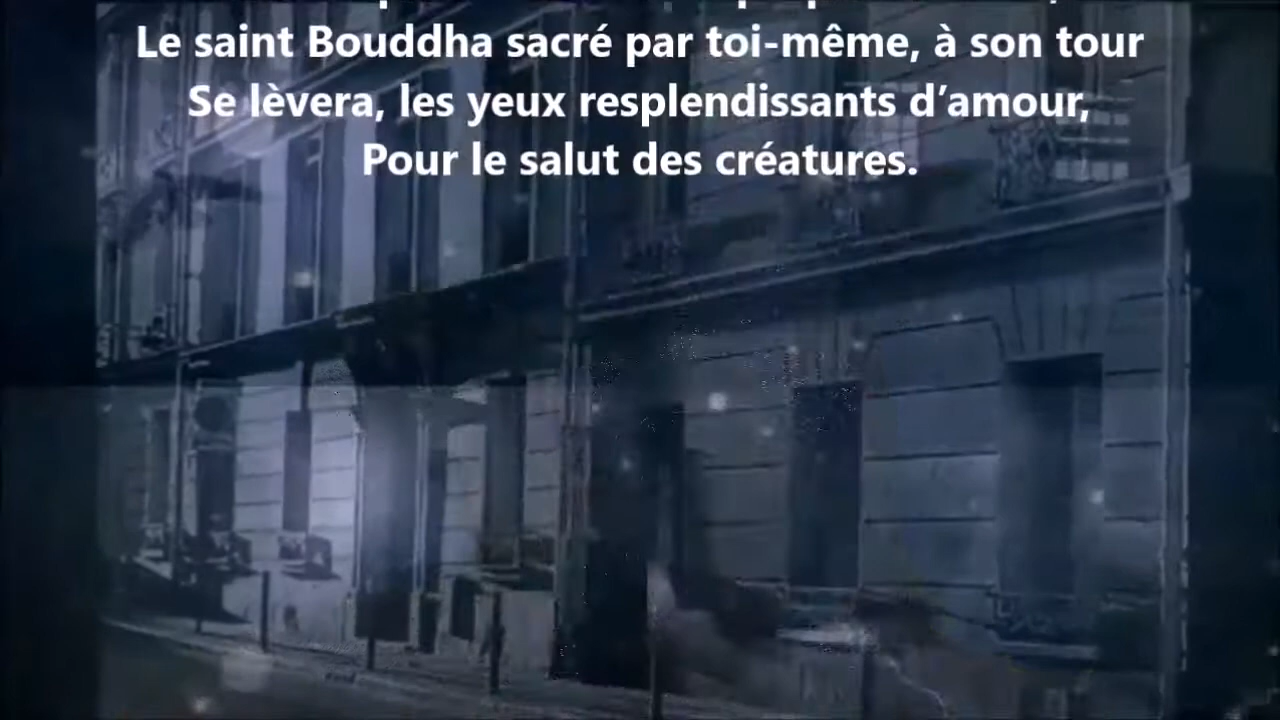 Le saint Bouddha sacré par toi-même, à son tour
Se lèvera, les yeux resplendissants d’amour,
Pour le salut des créatures.